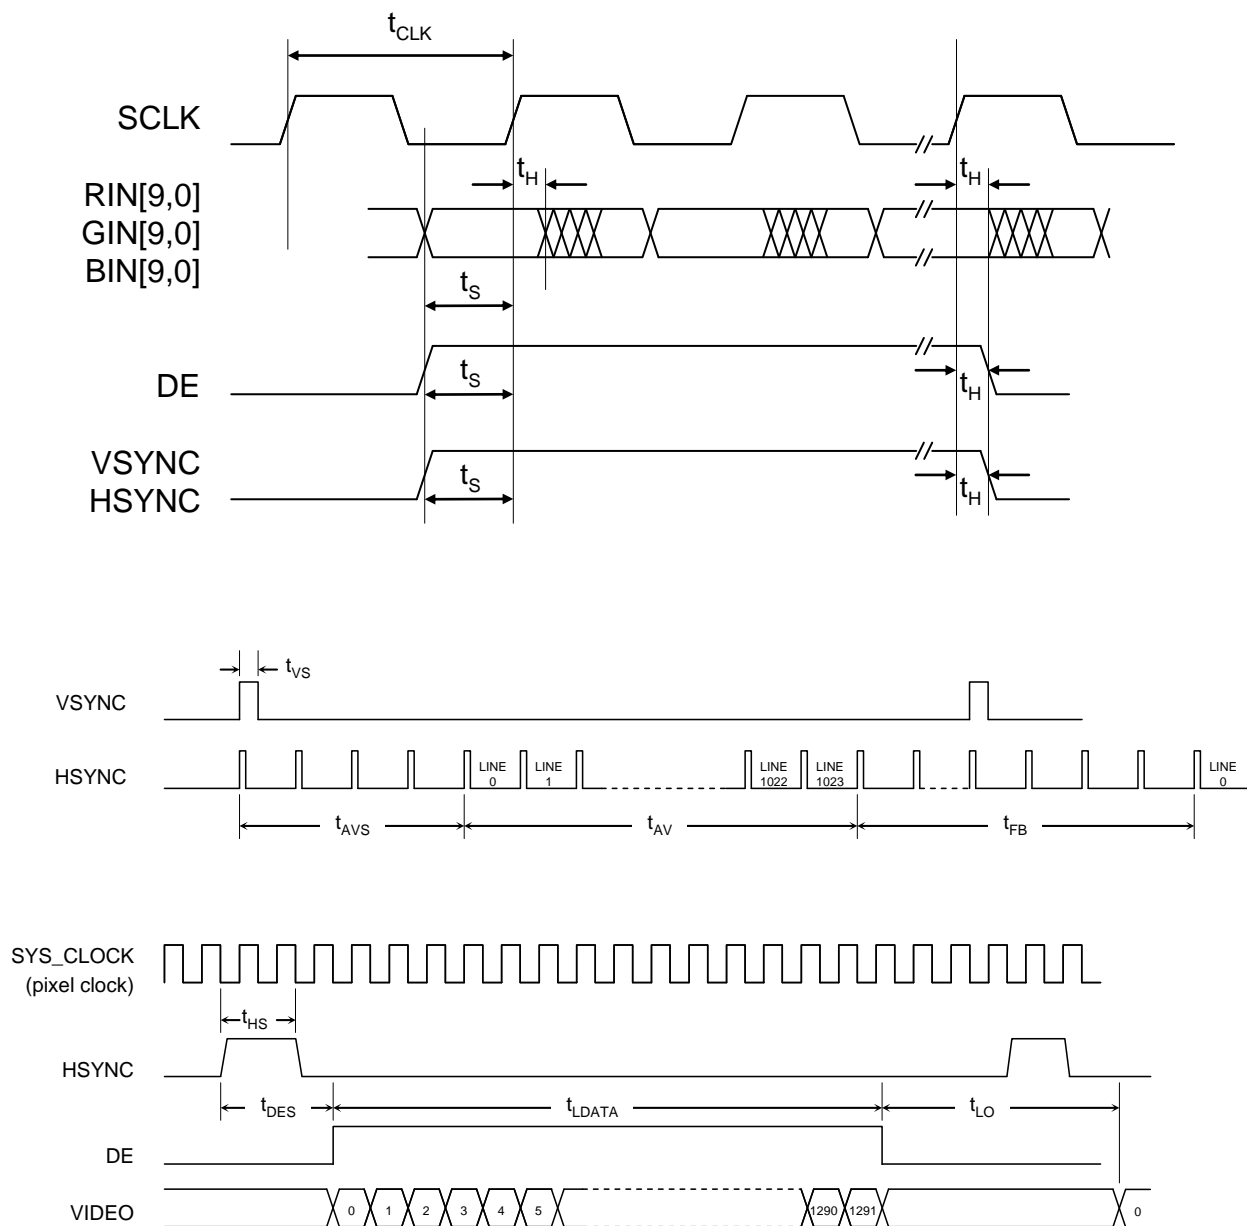 tCLK
SCLK
tH
tH
RIN[9,0]
GIN[9,0]
BIN[9,0]
tS
DE
tS
tH
VSYNC
HSYNC
tS
tH
tVS
VSYNC
HSYNC
LINE
0
LINE
1
LINE
1022
LINE
1023
LINE
0
tAVS
tAV
tFB
SYS_CLOCK
(pixel clock)
tHS
HSYNC
tDES
tLDATA
tLO
DE
VIDEO
0
1
2
3
4
5
1290
1291
0